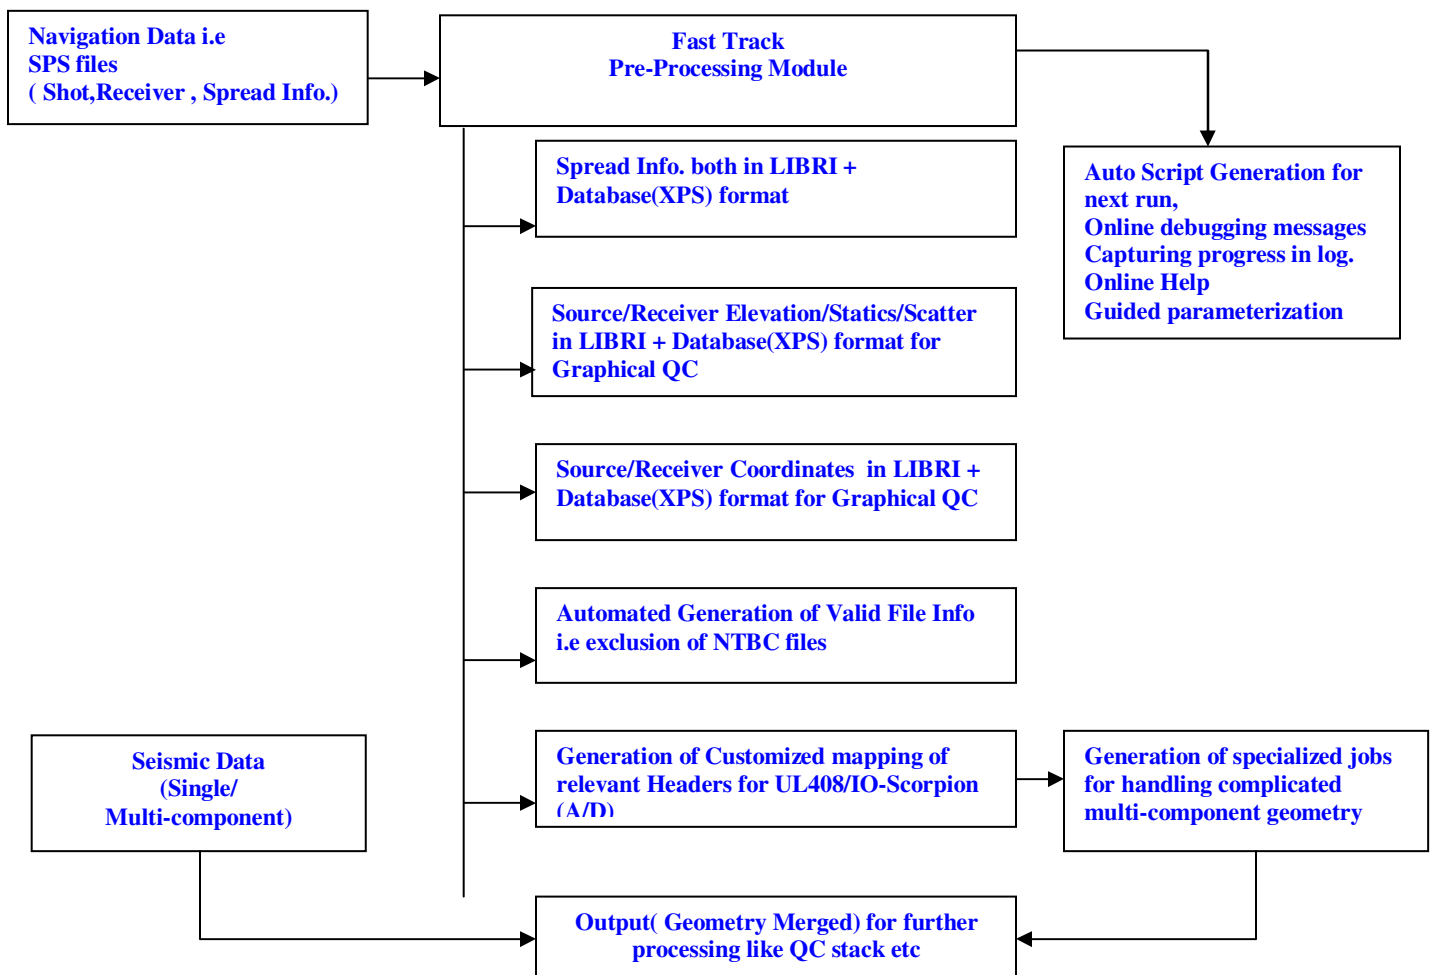 Navigation Data i.e
SPS files
( Shot,Receiver , Spread Info.)
Fast Track
Pre-Processing Module
Spread Info. both in LIBRI +
Database(XPS) format
Auto Script Generation for
next run,
Online debugging messages
Capturing progress in log.
Online Help
Guided parameterization
Source/Receiver Elevation/Statics/Scatter
in LIBRI + Database(XPS) format for
Graphical QC
Source/Receiver Coordinates in LIBRI +
Database(XPS) format for Graphical QC
Automated Generation of Valid File Info
i.e exclusion of NTBC files
Seismic Data
(Single/
Multi-component)
Generation of Customized mapping of
relevant Headers for UL408/IO-Scorpion
(A/D)
Generation of specialized jobs
for handling complicated
multi-component geometry
Output( Geometry Merged) for further
processing like QC stack etc